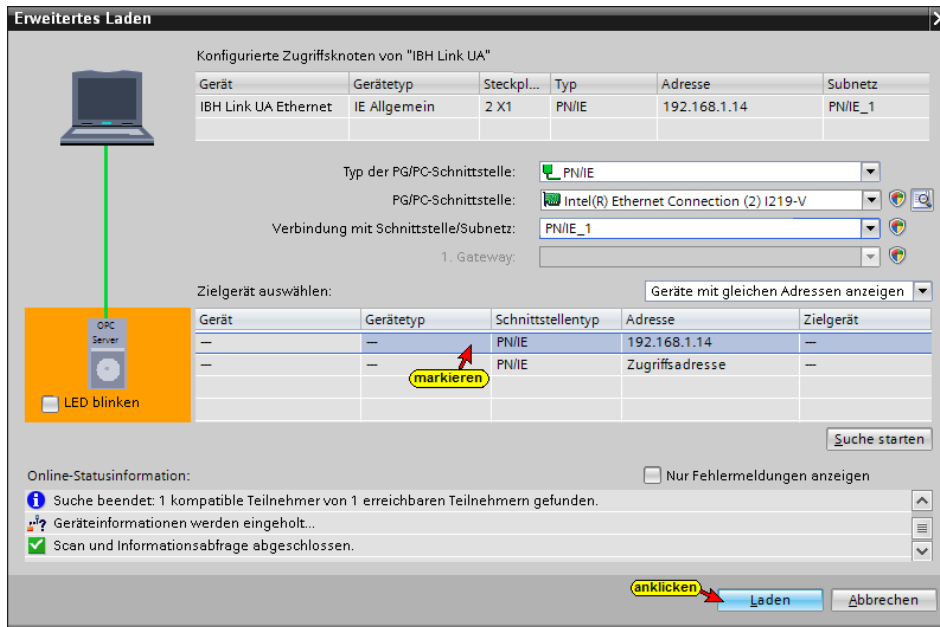 Erweitertes Laden
Konfigurierte Zugriffsknoten von "IBH Link UA"
Gerät Gerätetyp Steckpl... Typ Adresse Subnetz
IBH Link UA Ethernet IE Allgemein 2 X1 PN/IE 192.168.1.14 PN/IE_1
Typ der PG/PC-Schnittstelle: PN/IE
PG/PC-Schnittstelle: Intel(R) Ethernet Connection (2) I219-V
Verbindung mit Schnittstelle/Subnetz: PN/IE_1
1. Gateway:
Zielgerät auswählen: Geräte mit gleichen Adressen anzeigen
Gerät Gerätetyp Schnittstellentyp Adresse Zielgerät
— — PN/IE 192.168.1.14 —
— — PN/IE Zugriffsadresse —
markieren
OPC
Server
LED blinken
Suche starten
Online-Statusinformation: Nur Fehlermeldungen anzeigen
Suche beendet: 1 kompatible Teilnehmer von 1 erreichbaren Teilnehmern gefunden.
Geräteinformationen werden eingeholt...
Scan und Informationsabfrage abgeschlossen.
anklicken
Laden Abbrechen